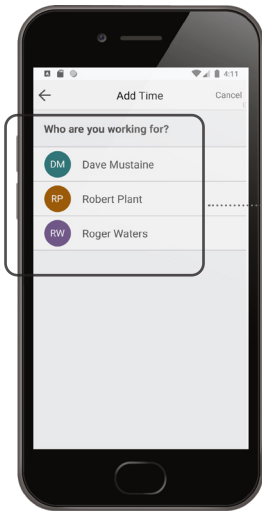 4:11
Add Time
Cancel
Who are you working for?
DM Dave Mustaine
RP Robert Plant
RW Roger Waters